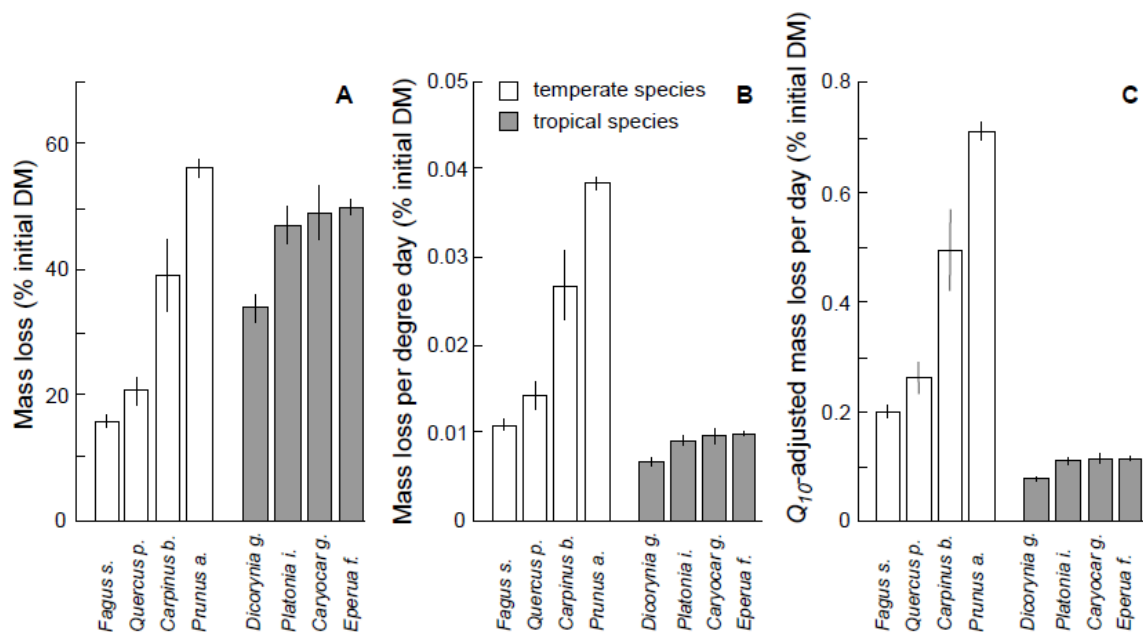 A
Mass loss (% initial DM)
60
40
20
0
Fagus s.
Quercus p.
Carpinus b.
Prunus a.
Dicorynia g.
Platonia i.
Caryocar g.
Eperua f.
B
temperate species
tropical species
Mass loss per degree day (% initial DM)
0.05
0.04
0.03
0.02
0.01
0
Fagus s.
Quercus p.
Carpinus b.
Prunus a.
Dicorynia g.
Platonia i.
Caryocar g.
Eperua f.
C
Q10-adjusted mass loss per day (% initial DM)
0.8
0.6
0.4
0.2
0
Fagus s.
Quercus p.
Carpinus b.
Prunus a.
Dicorynia g.
Platonia i.
Caryocar g.
Eperua f.